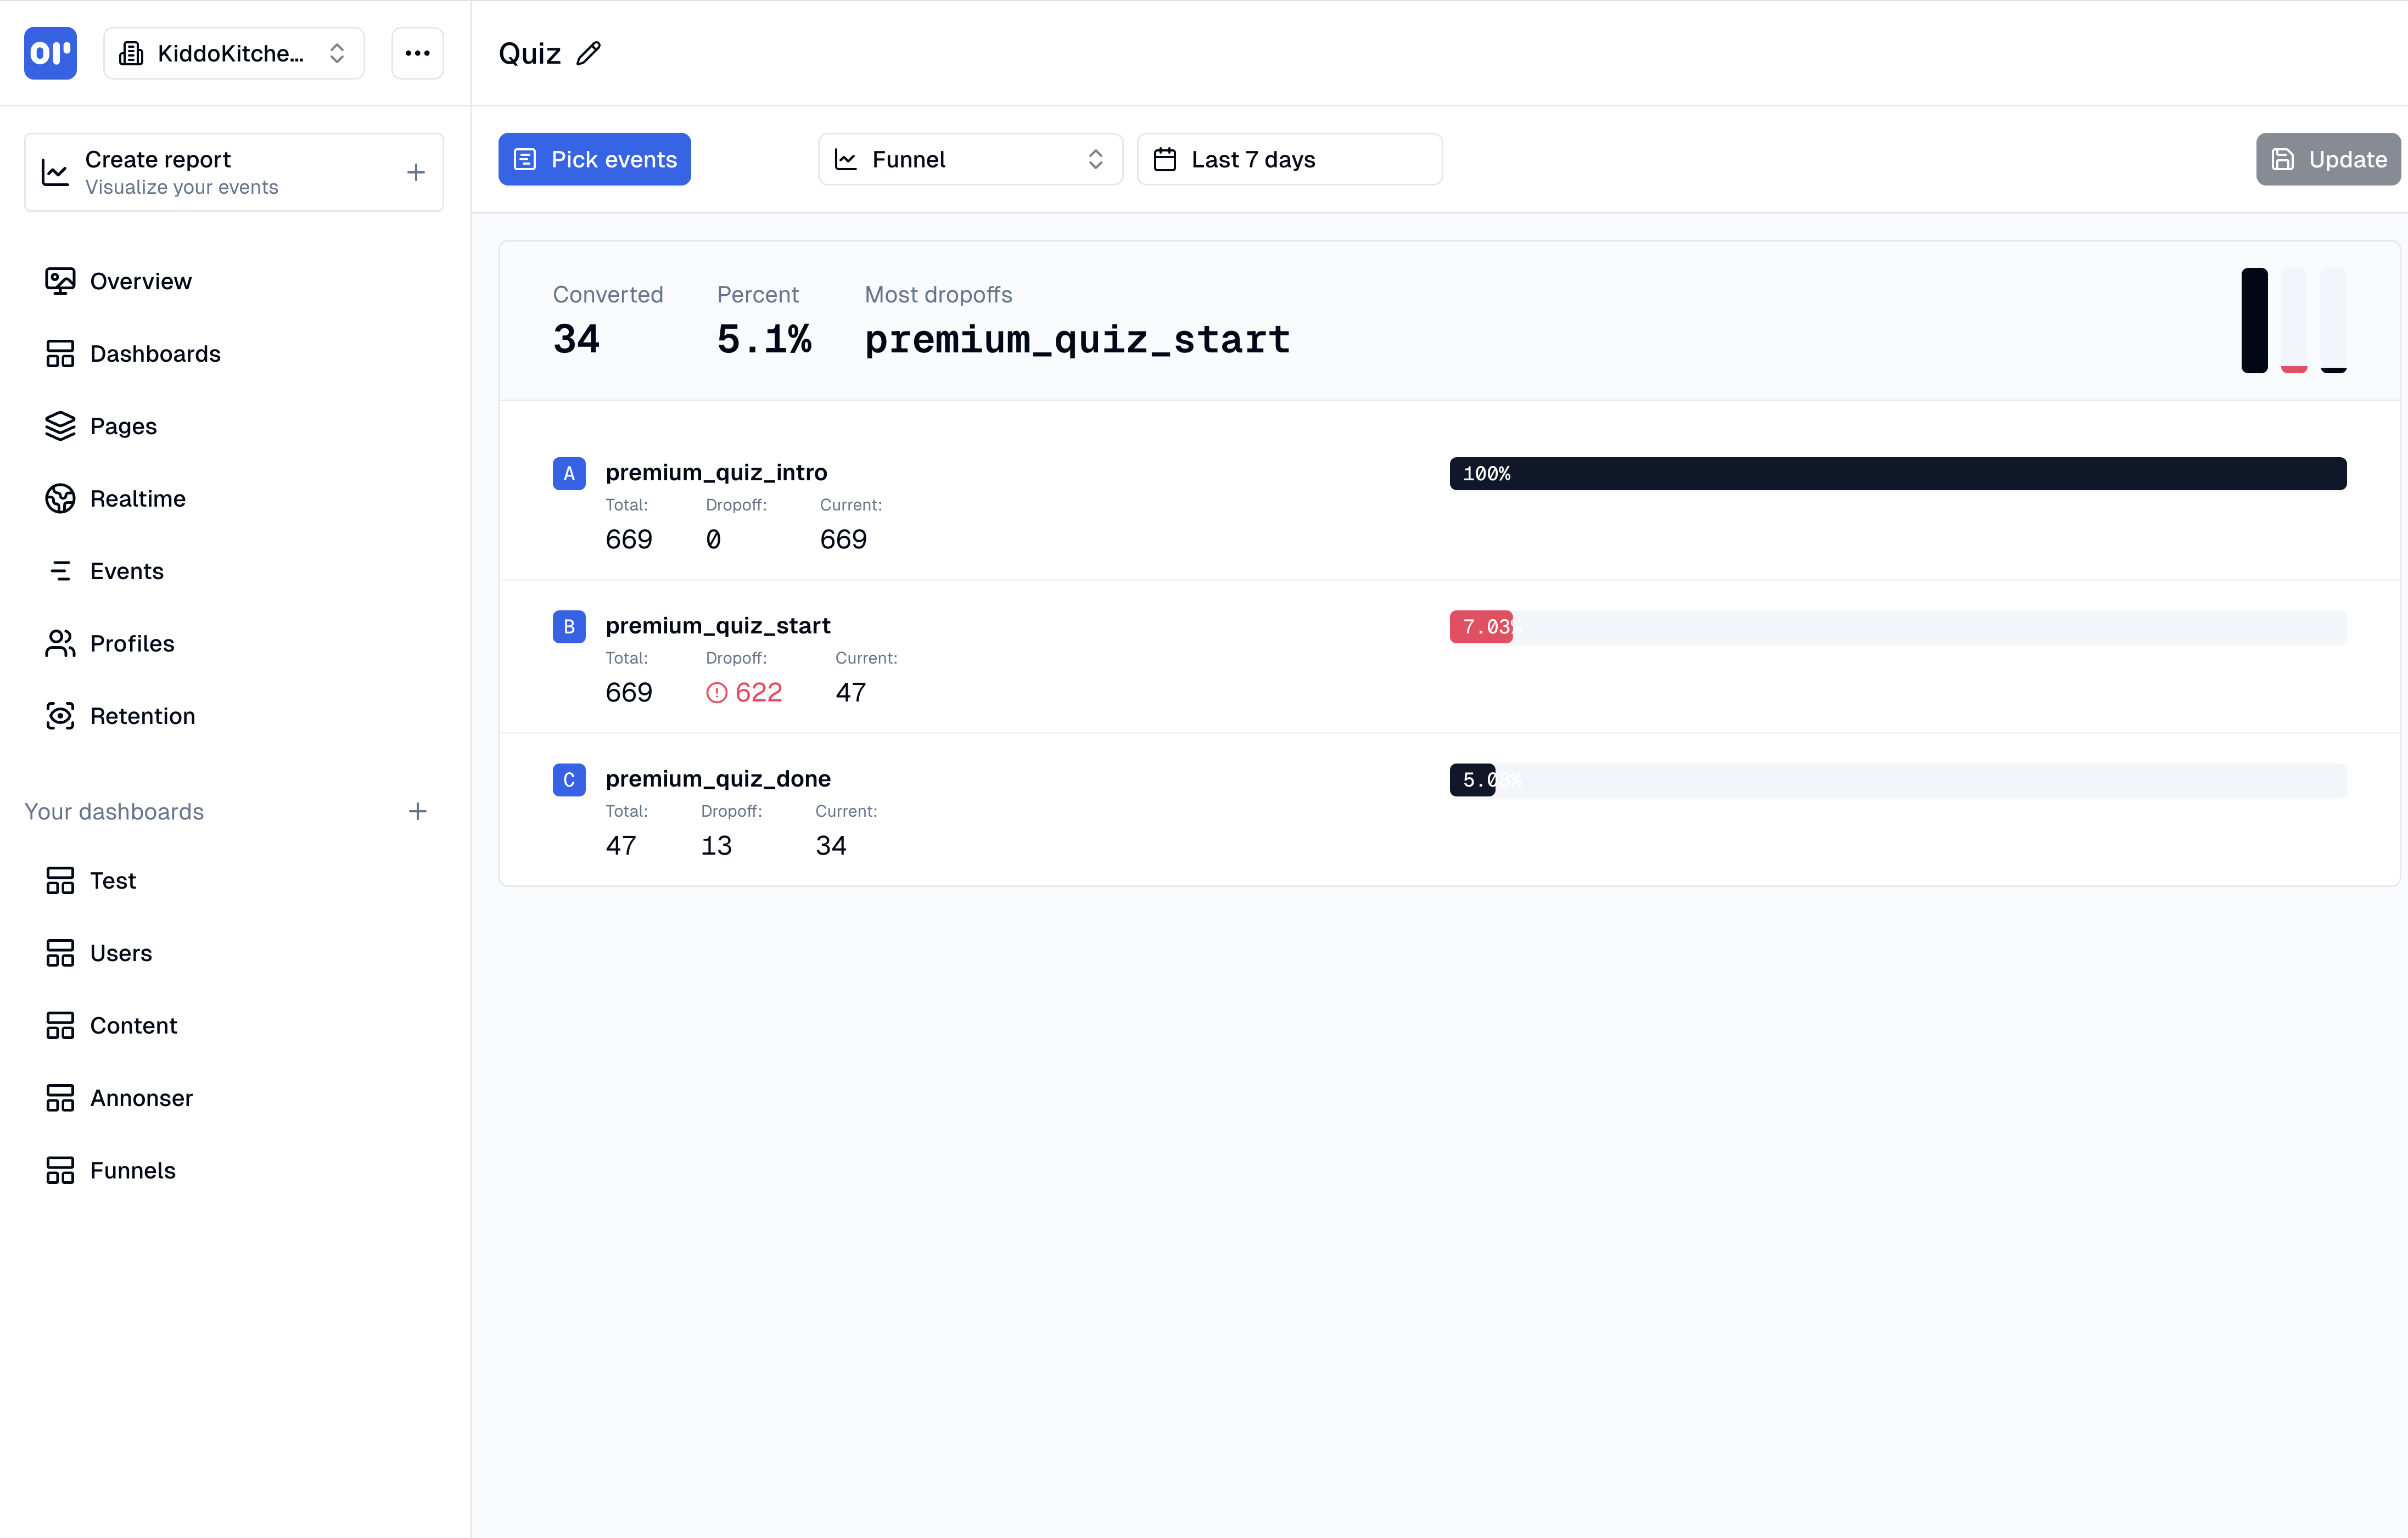 KiddoKitche...
Quiz
Create report
Visualize your events
Pick events
Funnel
Last 7 days
Update
Overview
Dashboards
Pages
Realtime
Events
Profiles
Retention
Your dashboards
Test
Users
Content
Annonser
Funnels
Converted
34
Percent
5.1%
Most dropoffs
premium_quiz_start
A
premium_quiz_intro
Total: Dropoff: Current:
669 0 669
100%
B
premium_quiz_start
Total: Dropoff: Current:
669 622 47
7.03%
C
premium_quiz_done
Total: Dropoff: Current:
47 13 34
5.08%